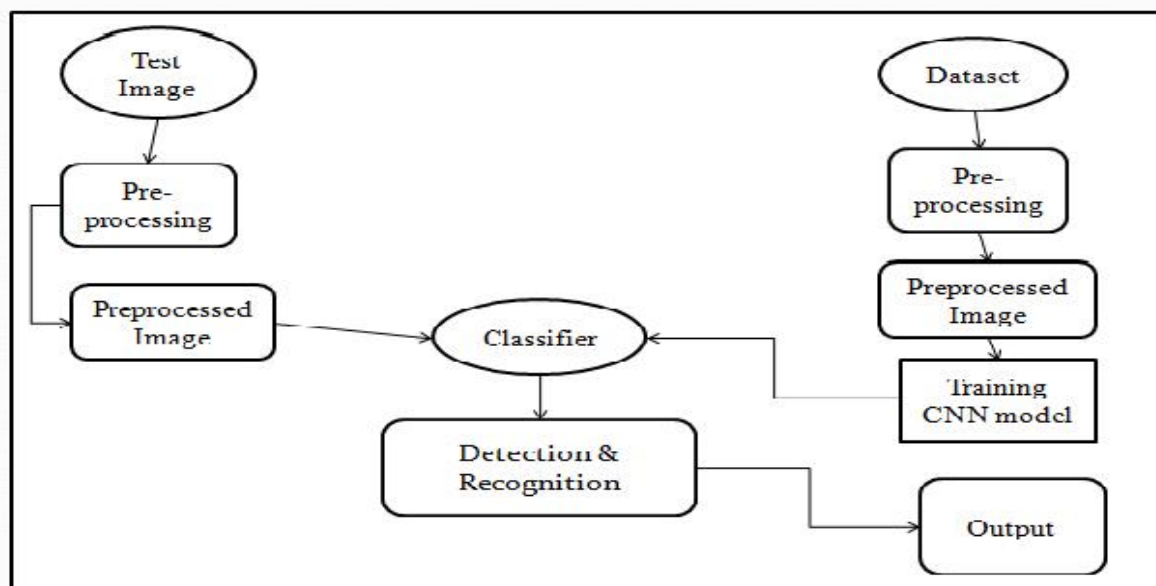 Test
Image
Pre-
processing
Preprocessed
Image
Classifier
Detection &
Recognition
Dataset
Pre-
processing
Preprocessed
Image
Training
CNN model
Output